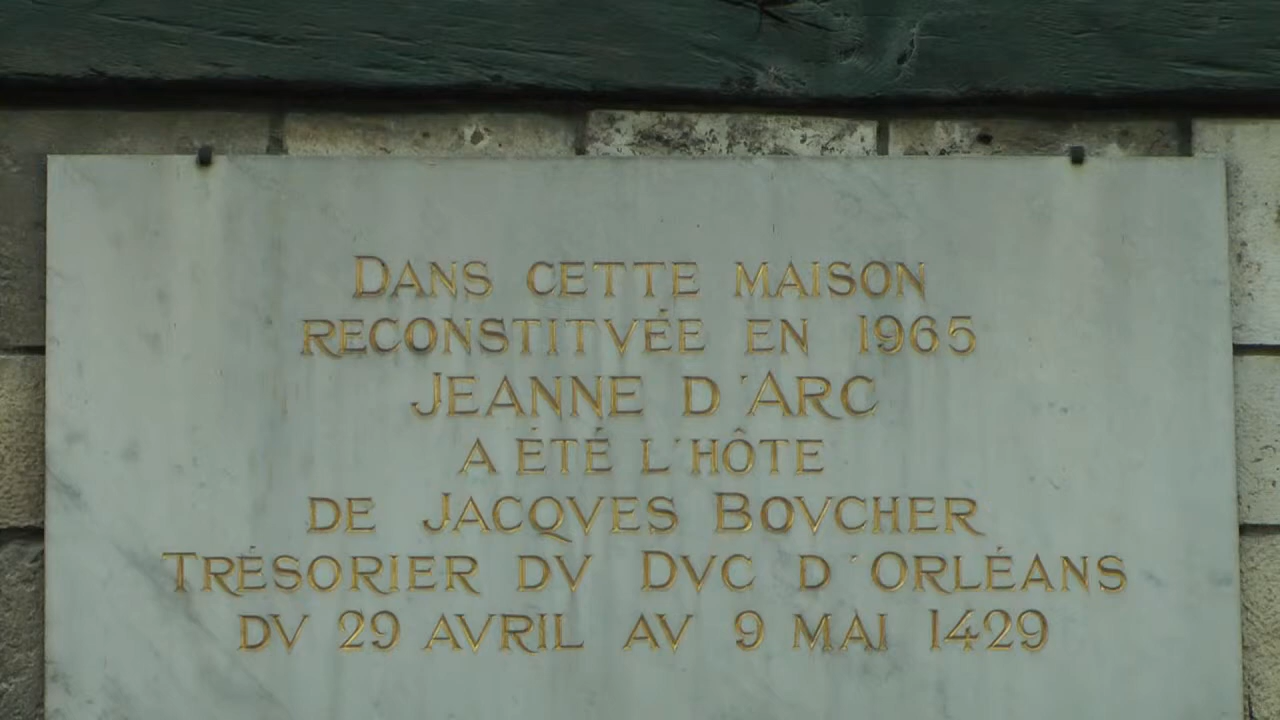 DANS CETTE MAISON
RECONSTITVÉE EN 1965
JEANNE D'ARC
A ÉTÉ L'HÔTE
DE JACQVES BOVCHER
TRÉSORIER DV DVC D'ORLÉANS
DV 29 AVRIL AV 9 MAI 1429